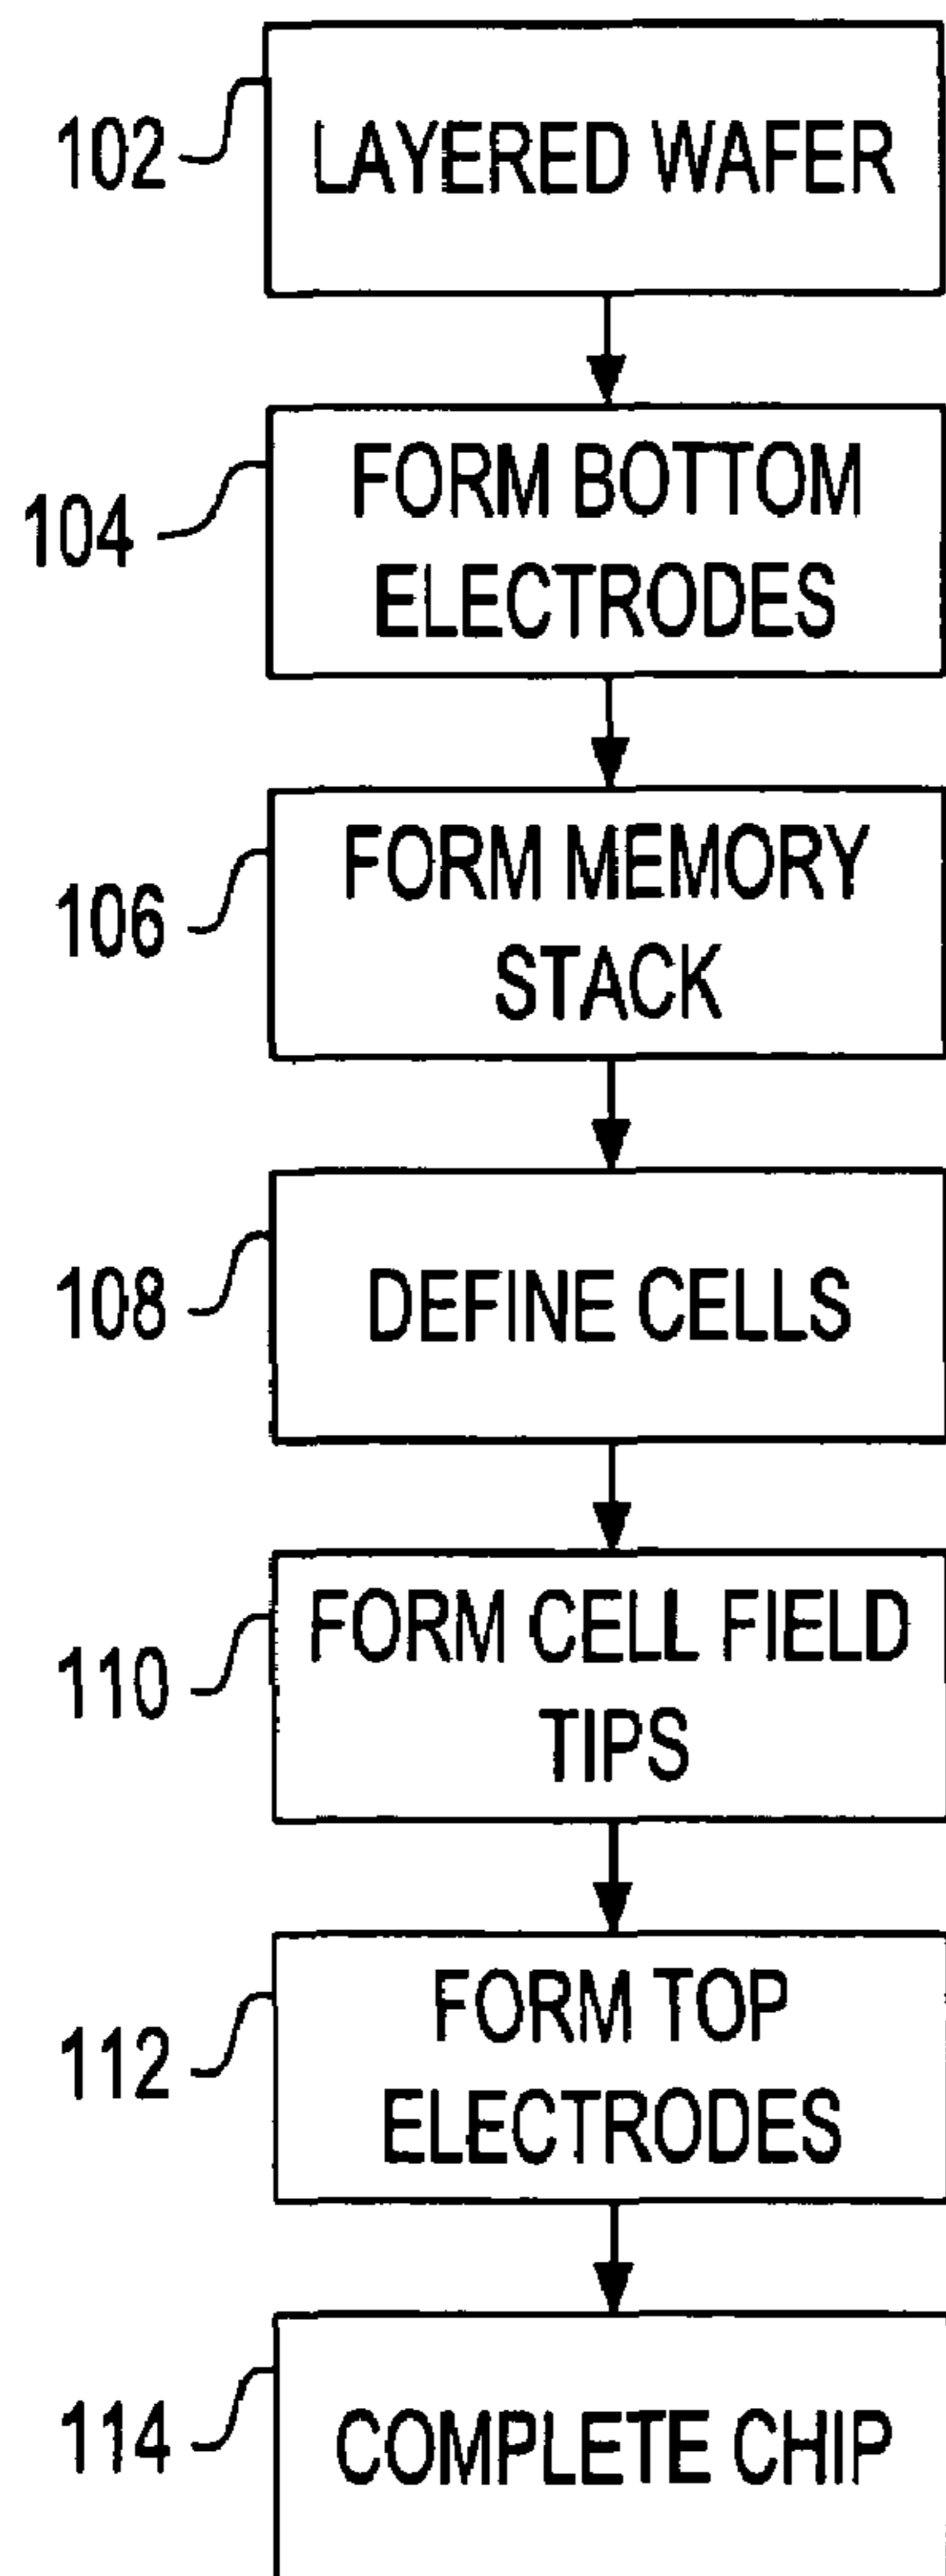 102
LAYERED WAFER
104
FORM BOTTOM
ELECTRODES
106
FORM MEMORY
STACK
108
DEFINE CELLS
110
FORM CELL FIELD
TIPS
112
FORM TOP
ELECTRODES
114
COMPLETE CHIP